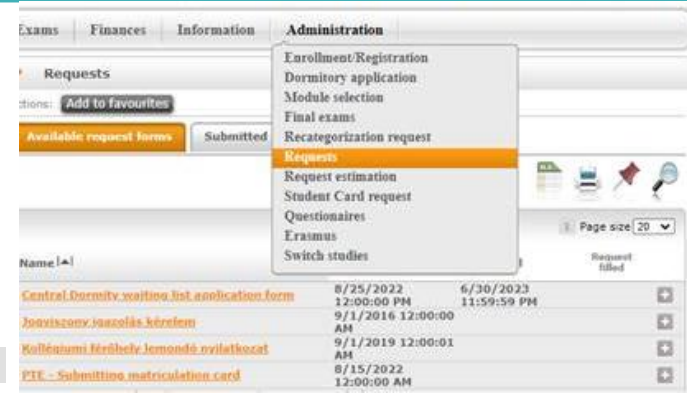 Exams Finances Information Administration
Enrollment/Registration
Dormitory application
Module selection
Final exams
Recategorization request
Requests
Request estimation
Student Card request
Questionaires
Erasmus
Switch studies
Requests
ctions: Add to favourites
Available request forms Submitted
1 Page size 20
Name Request filled
Central Dormity waiting list application form 8/25/2022 12:00:00 PM 6/30/2023 11:59:59 PM
Jogviszony igazolás kérelem 9/1/2016 12:00:00 AM
Kollégiumi férőhely lemondó nyilatkozat 9/1/2019 12:00:01 AM
PTE - Submitting matriculation card 8/15/2022 12:00:00 AM